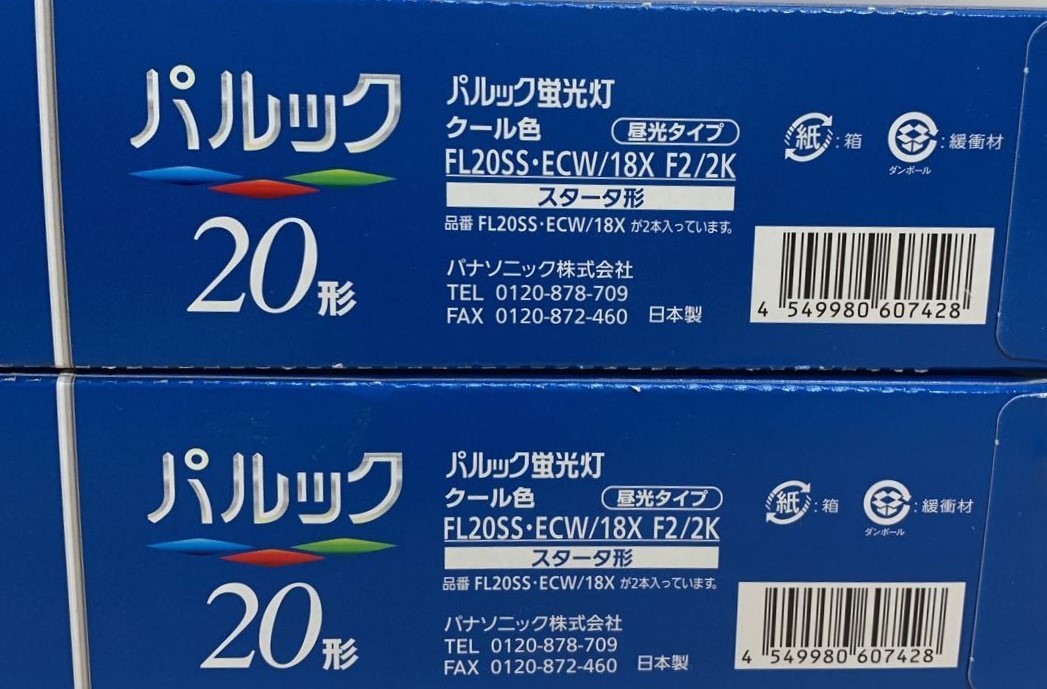 パルック
20形
パルック蛍光灯
クール色 昼光タイプ
FL20SS・ECW/18X F2/2K
スタータ形
品番 FL20SS・ECW/18X が2本入っています。
パナソニック株式会社
TEL 0120-878-709
FAX 0120-872-460 日本製
紙:箱
ダンボール:緩衝材
4 549980 607428
パルック
20形
パルック蛍光灯
クール色 昼光タイプ
FL20SS・ECW/18X F2/2K
スタータ形
品番 FL20SS・ECW/18X が2本入っています。
パナソニック株式会社
TEL 0120-878-709
FAX 0120-872-460 日本製
紙:箱
ダンボール:緩衝材
4 549980 607428